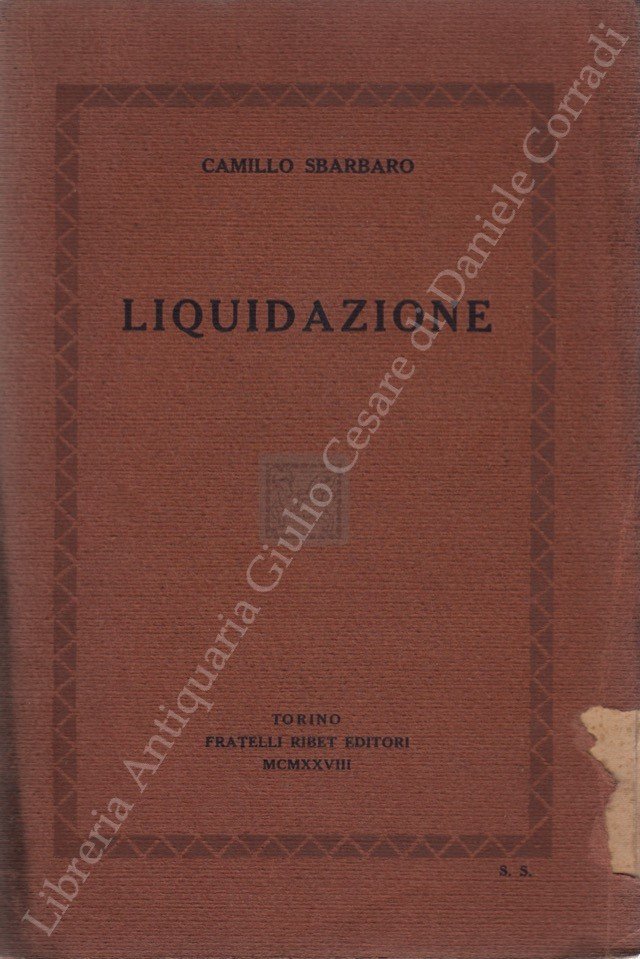 CAMILLO SBARBARO
LIQUIDAZIONE
TORINO
FRATELLI RIBET EDITORI
MCMXXVIII
S. S.
Libreria Antiquaria Giulio Cesare di Daniele Corradi